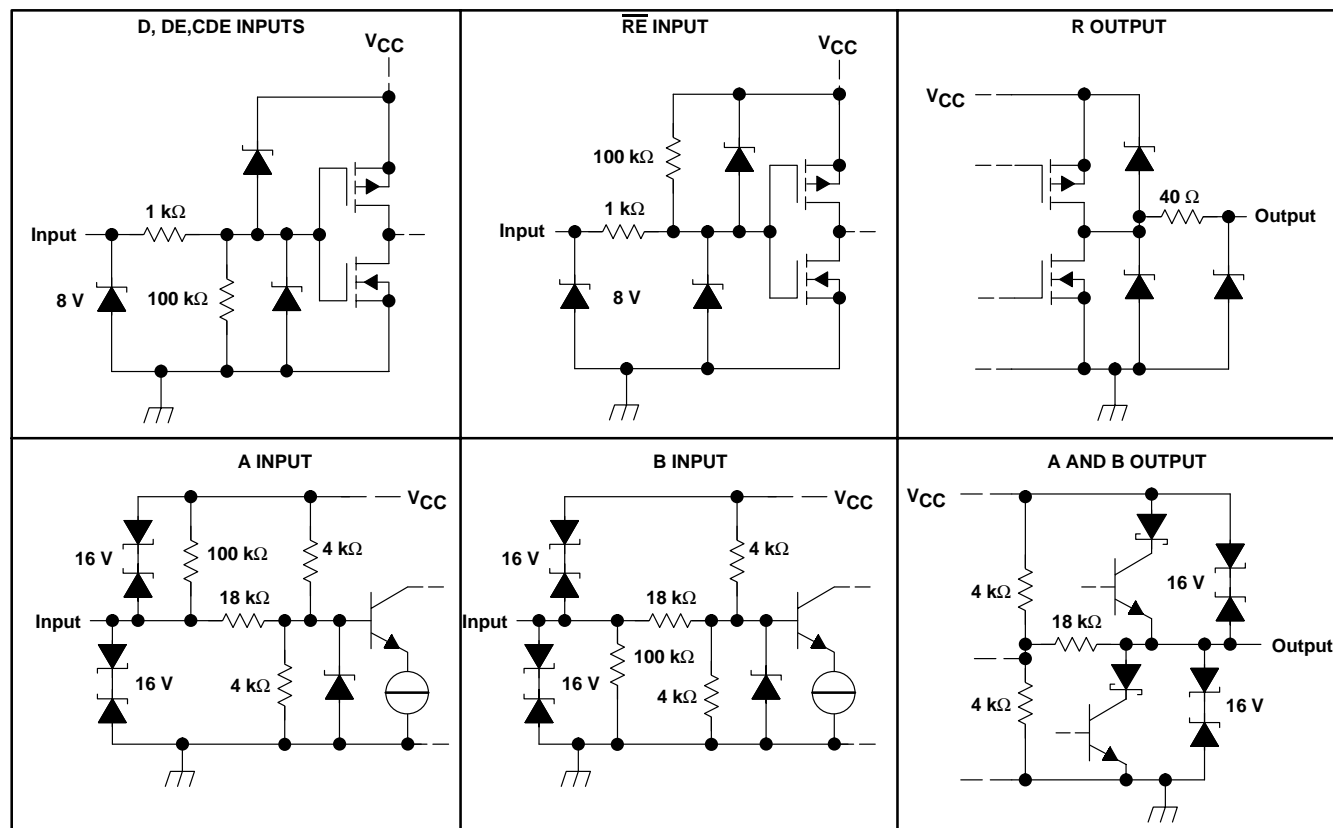 D, DE,CDE INPUTS
VCC
1 kΩ
Input
8 V
100 kΩ
RE INPUT
VCC
100 kΩ
1 kΩ
Input
8 V
R OUTPUT
VCC
40 Ω
Output
A INPUT
VCC
16 V
100 kΩ
4 kΩ
18 kΩ
Input
16 V
4 kΩ
B INPUT
VCC
16 V
4 kΩ
18 kΩ
Input
100 kΩ
16 V
4 kΩ
A AND B OUTPUT
VCC
16 V
4 kΩ
18 kΩ
Output
4 kΩ
16 V